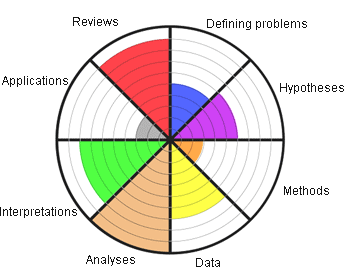 Reviews
Defining problems
Applications
Hypotheses
Methods
Interpretations
Analyses
Data